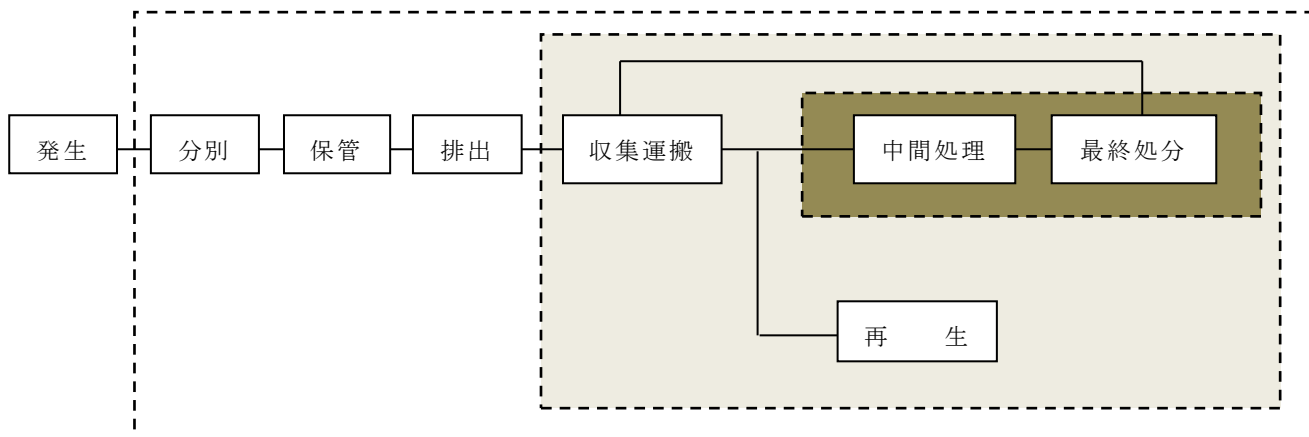 発生
分別
保管
排出
収集運搬
中間処理
最終処分
再　　生